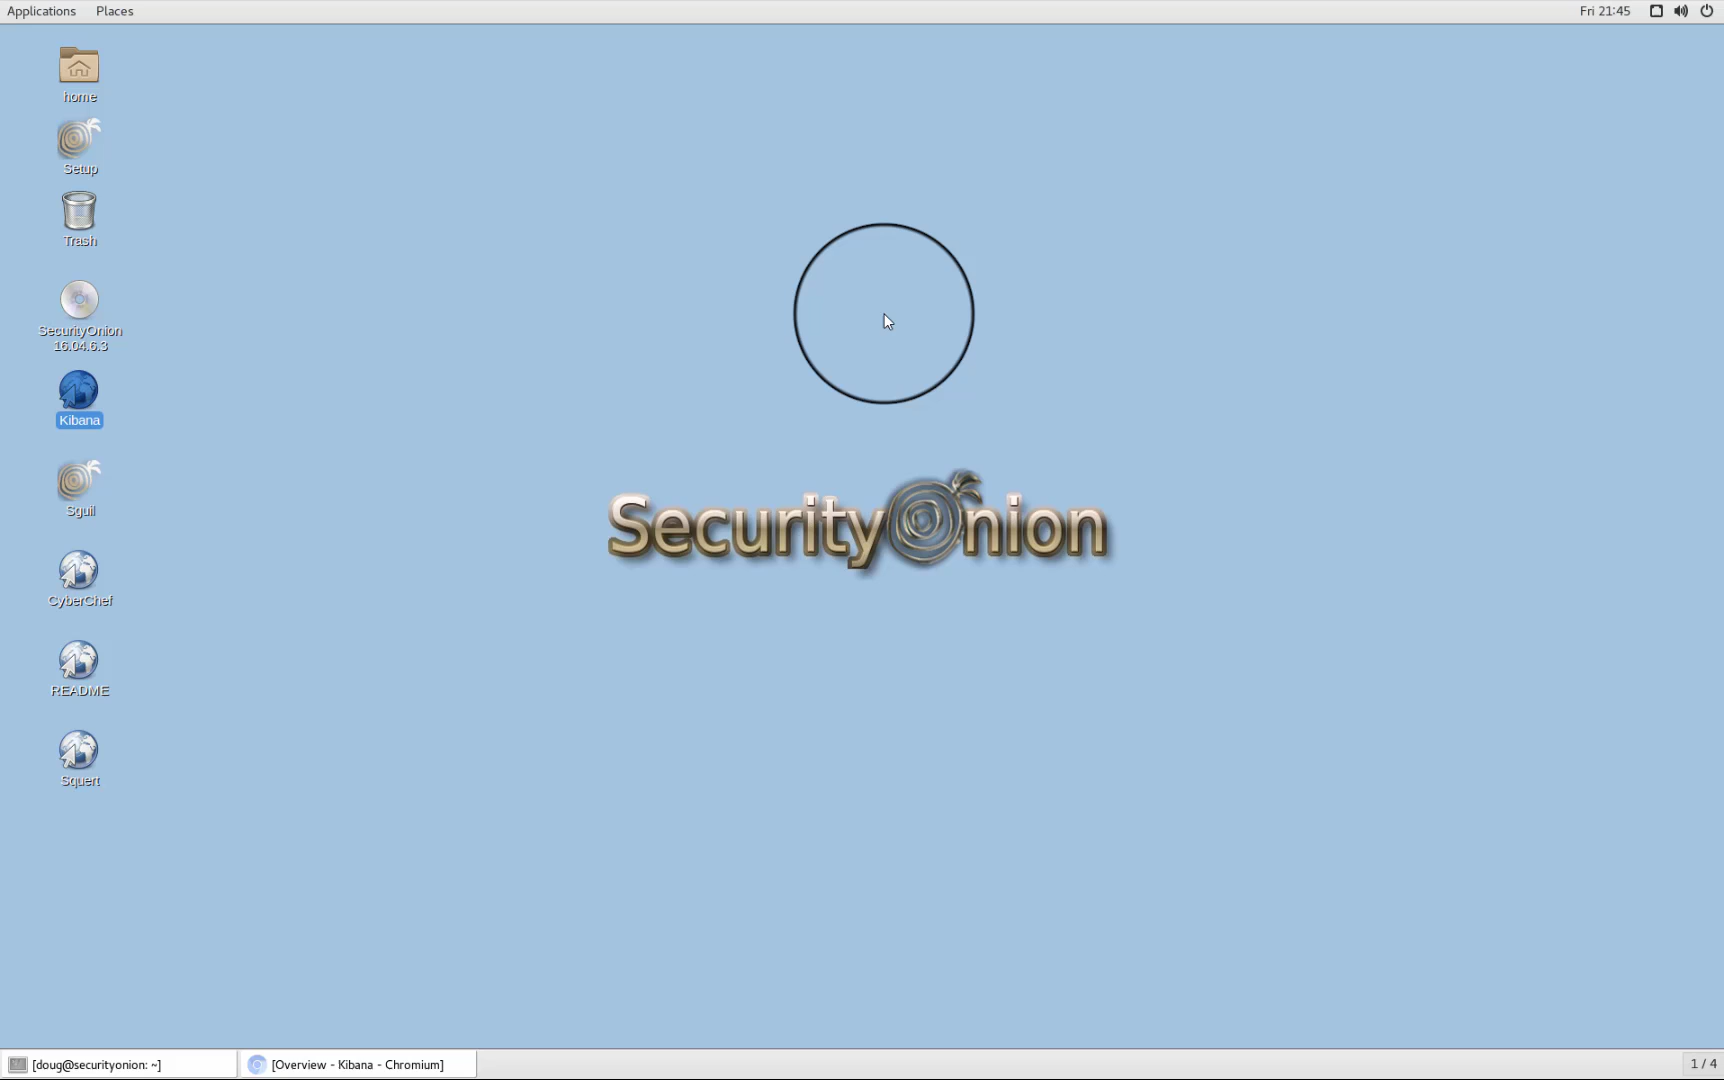 Applications Places Fri 21:45
home
Setup
Trash
SecurityOnion
16.04.6.3
Kibana
Sguil
CyberChef
README
Squert
SecurityOnion
[doug@securityonion: ~] [Overview - Kibana - Chromium] 1 / 4